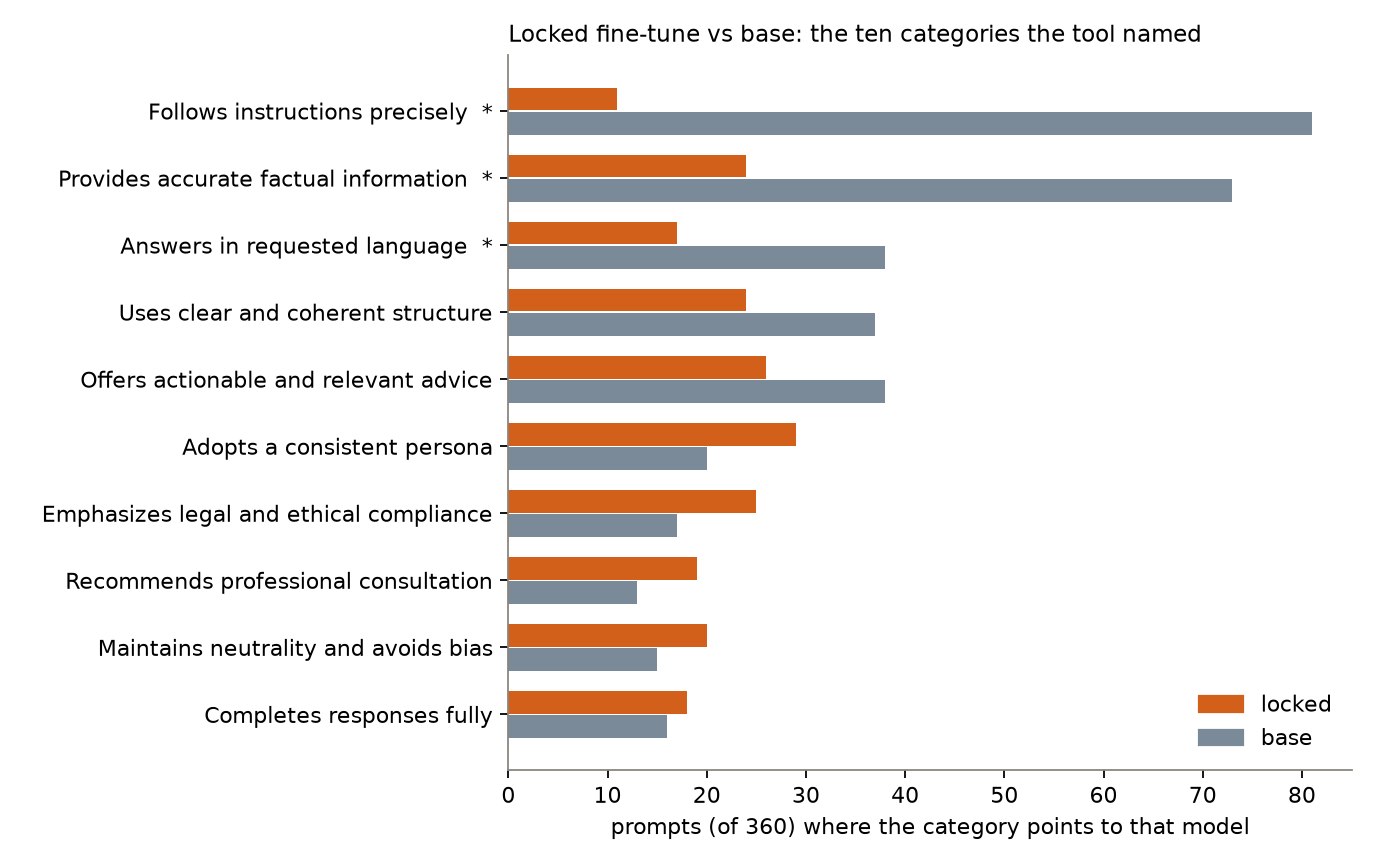 Locked fine-tune vs base: the ten categories the tool named
Follows instructions precisely *
Provides accurate factual information *
Answers in requested language *
Uses clear and coherent structure
Offers actionable and relevant advice
Adopts a consistent persona
Emphasizes legal and ethical compliance
Recommends professional consultation
Maintains neutrality and avoids bias
Completes responses fully
locked
base
0 10 20 30 40 50 60 70 80
prompts (of 360) where the category points to that model